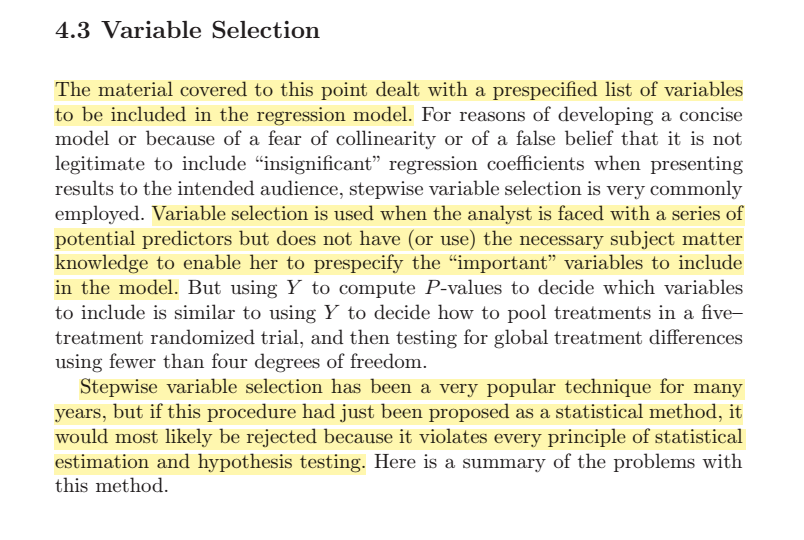 4.3 Variable Selection
The material covered to this point dealt with a prespecified list of variables
to be included in the regression model. For reasons of developing a concise
model or because of a fear of collinearity or of a false belief that it is not
legitimate to include “insignificant” regression coefficients when presenting
results to the intended audience, stepwise variable selection is very commonly
employed. Variable selection is used when the analyst is faced with a series of
potential predictors but does not have (or use) the necessary subject matter
knowledge to enable her to prespecify the “important” variables to include
in the model. But using Y to compute P-values to decide which variables
to include is similar to using Y to decide how to pool treatments in a five–
treatment randomized trial, and then testing for global treatment differences
using fewer than four degrees of freedom.
Stepwise variable selection has been a very popular technique for many
years, but if this procedure had just been proposed as a statistical method, it
would most likely be rejected because it violates every principle of statistical
estimation and hypothesis testing. Here is a summary of the problems with
this method.